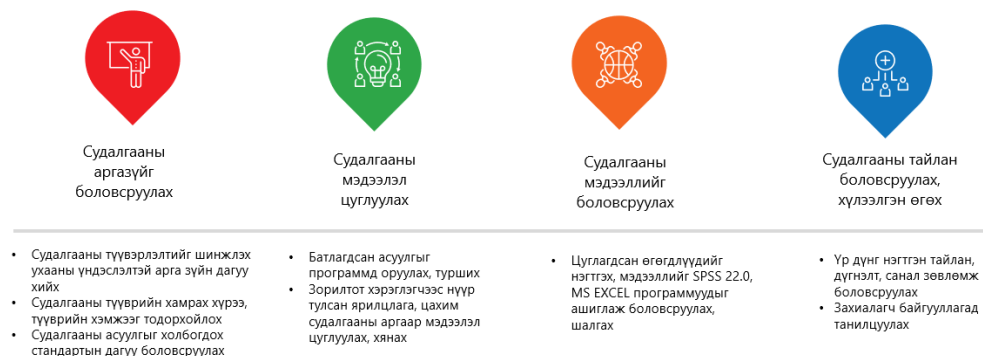 Судалгааны
аргазүйг
боловсруулах
Судалгааны
мэдээлэл
цуглуулах
Судалгааны
мэдээллийг
боловсруулах
Судалгааны тайлан
боловсруулах,
хүлээлгэн өгөх
• Судалгааны түүвэрлэлтийг шинжлэх
ухааны үндэслэлтэй арга зүйн дагуу
хийх
• Судалгааны түүврийн хамрах хүрээ,
түүврийн хэмжээг тодорхойлох
• Судалгааны асуулгыг холбогдох
стандартын дагуу боловсруулах
• Батлагдсан асуулгыг
программд оруулах, турших
• Зорилтот хэрэглэгчээс нүүр
тулсан ярилцлага, цахим
судалгааны аргаар мэдээлэл
цуглуулах, хянах
• Цуглагдсан өгөгдлүүдийг
нэгтгэх, мэдээллийг SPSS 22.0,
MS EXCEL программуудыг
ашиглаж боловсруулах,
шалгах
• Үр дүнг нэгтгэн тайлан,
дүгнэлт, санал зөвлөмж
боловсруулах
• Захиалагч байгууллагад
танилцуулах